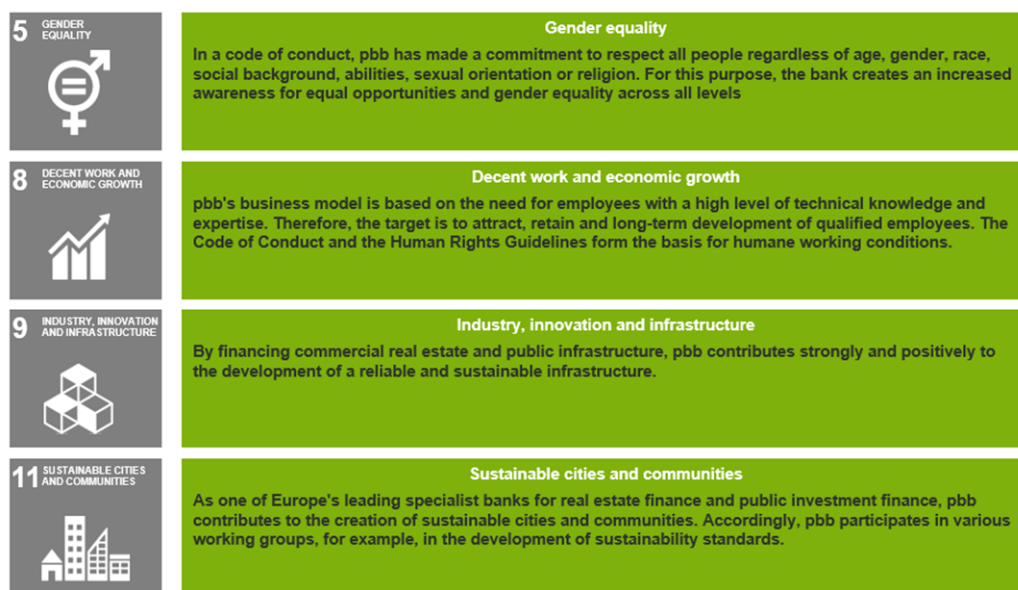 5 GENDER
EQUALITY
Gender equality
In a code of conduct, pbb has made a commitment to respect all people regardless of age, gender, race,
social background, abilities, sexual orientation or religion. For this purpose, the bank creates an increased
awareness for equal opportunities and gender equality across all levels
8 DECENT WORK AND
ECONOMIC GROWTH
Decent work and economic growth
pbb's business model is based on the need for employees with a high level of technical knowledge and
expertise. Therefore, the target is to attract, retain and long-term development of qualified employees. The
Code of Conduct and the Human Rights Guidelines form the basis for humane working conditions.
9 INDUSTRY, INNOVATION
AND INFRASTRUCTURE
Industry, innovation and infrastructure
By financing commercial real estate and public infrastructure, pbb contributes strongly and positively to
the development of a reliable and sustainable infrastructure.
11 SUSTAINABLE CITIES
AND COMMUNITIES
Sustainable cities and communities
As one of Europe's leading specialist banks for real estate finance and public investment finance, pbb
contributes to the creation of sustainable cities and communities. Accordingly, pbb participates in various
working groups, for example, in the development of sustainability standards.